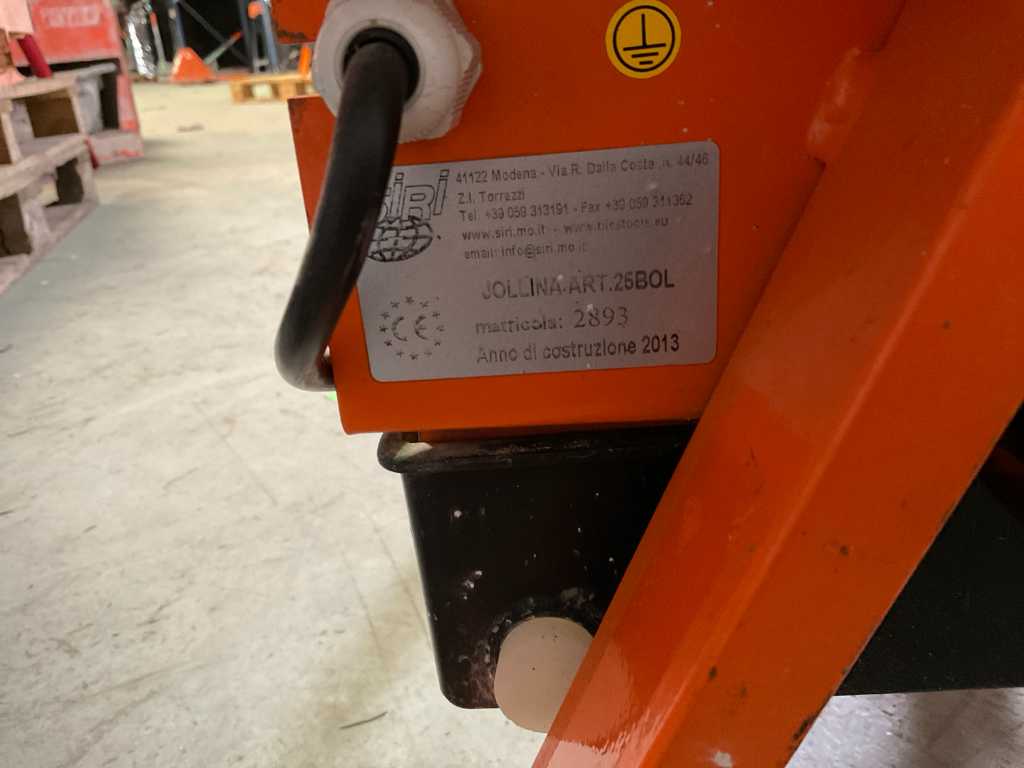 SIRI
41122 Modena - Via R. Dalla Costa ,n. 44/46
Z.I. Torrazzi
Tel. +39 059 313191 - Fax +39 059 311362
www.siri.mo.it - www.tilestools.eu
email: info@siri.mo.it
JOLLINA ART.25BOL
matricola: 2893
CE
Anno di costruzione 2013